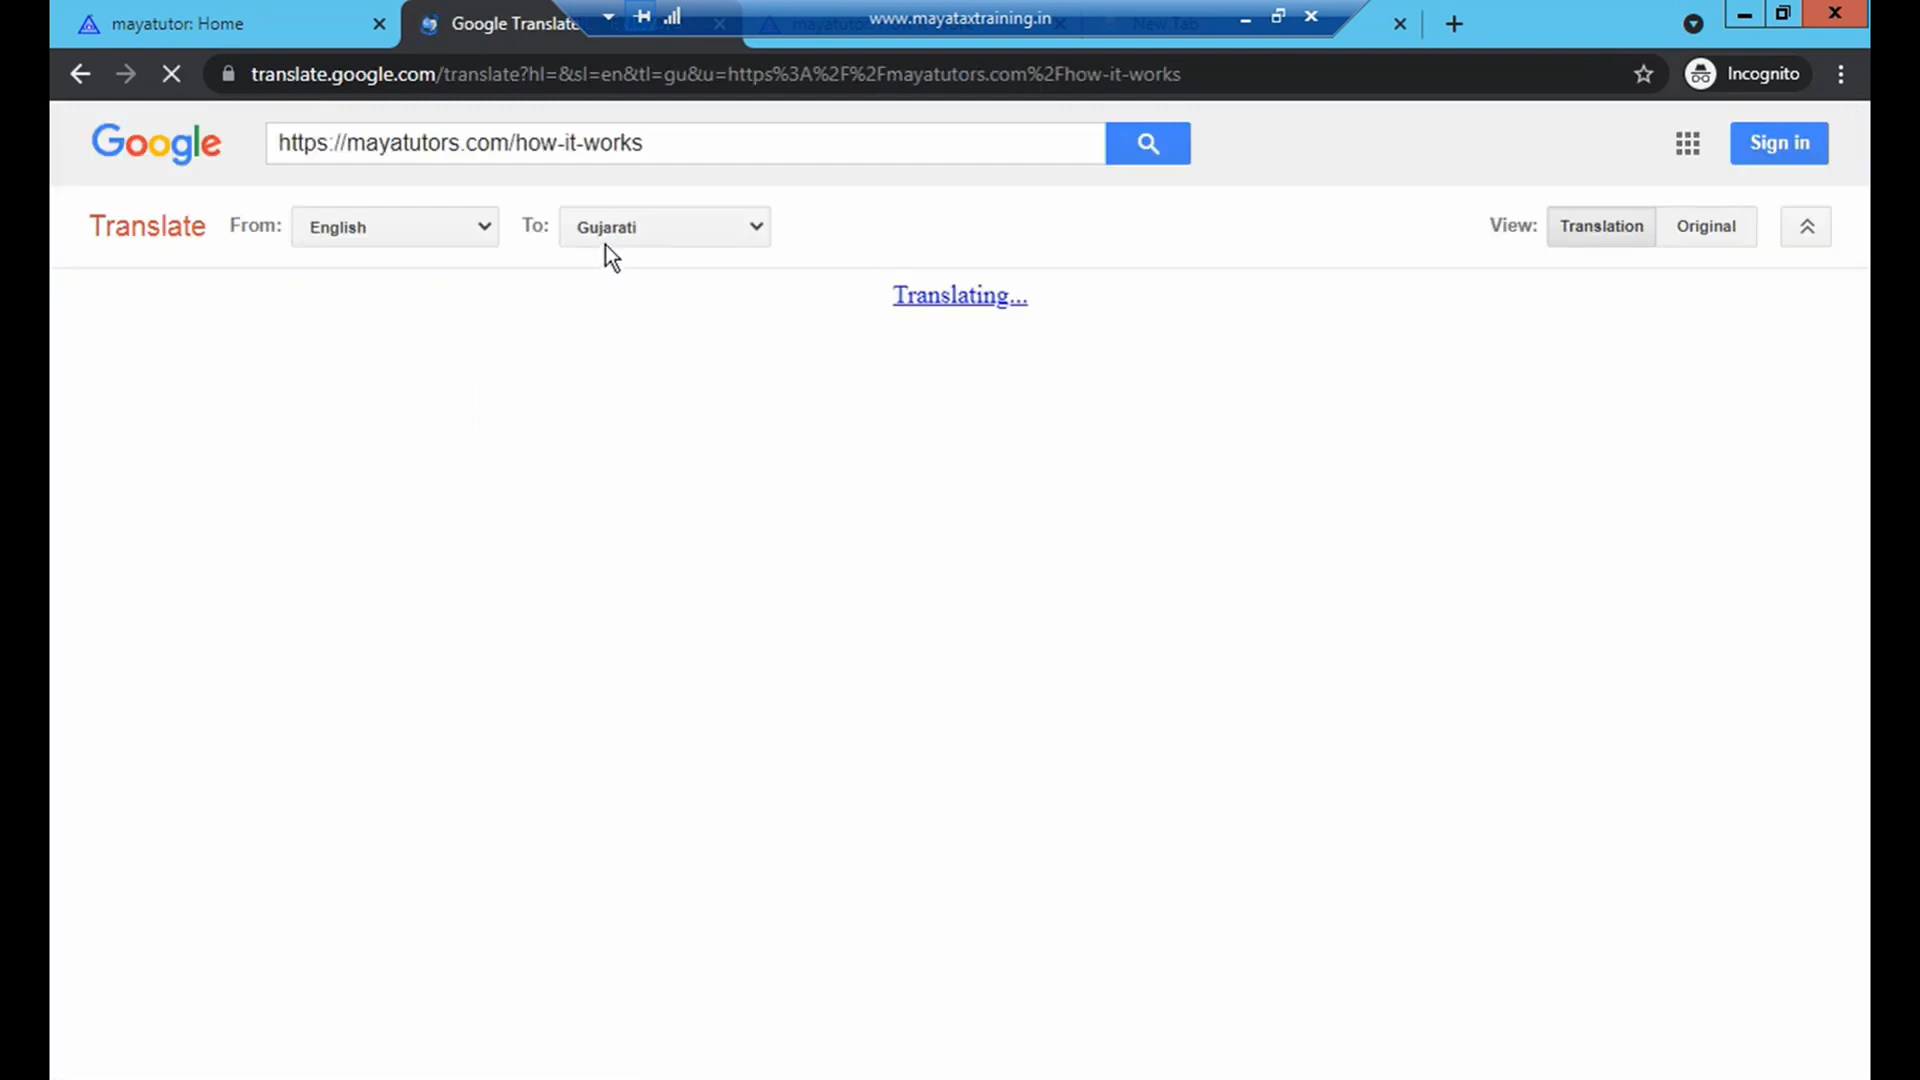 mayatutor: Home
Google Translate
www.mayataxtraining.in
New Tab
translate.google.com/translate?hl=&sl=en&tl=gu&u=https%3A%2F%2Fmayatutors.com%2Fhow-it-works
Incognito
Google
https://mayatutors.com/how-it-works
Sign in
Translate
From:
English
To:
Gujarati
View:
Translation
Original
Translating...